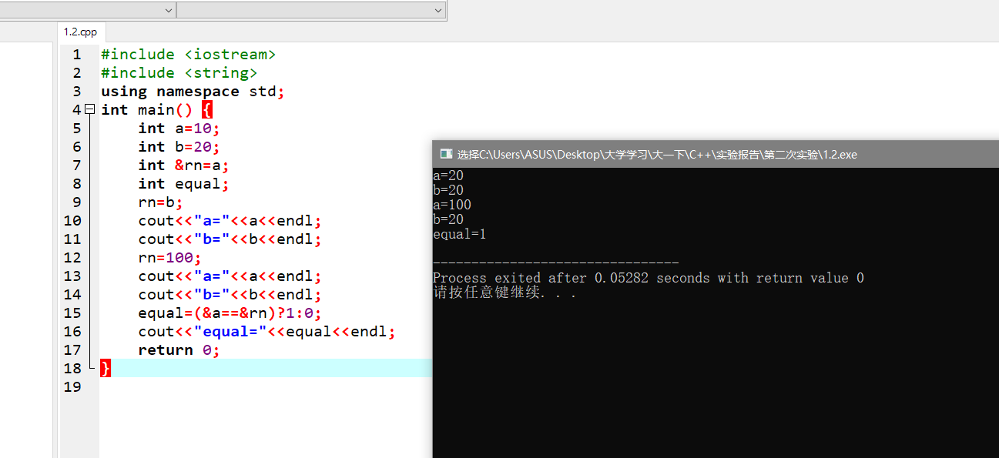 1.2.cpp
1 #include <iostream>
2 #include <string>
3 using namespace std;
4 int main() {
5 int a=10;
6 int b=20;
7 int &rn=a;
8 int equal;
9 rn=b;
10 cout<<"a="<<a<<endl;
11 cout<<"b="<<b<<endl;
12 rn=100;
13 cout<<"a="<<a<<endl;
14 cout<<"b="<<b<<endl;
15 equal=(&a==&rn)?1:0;
16 cout<<"equal="<<equal<<endl;
17 return 0;
18 }
19
选择C:\Users\ASUS\Desktop\大学学习\大一下\C++\实验报告\第二次实验\1.2.exe
a=20
b=20
a=100
b=20
equal=1
--------------------------------
Process exited after 0.05282 seconds with return value 0
请按任意键继续. . .